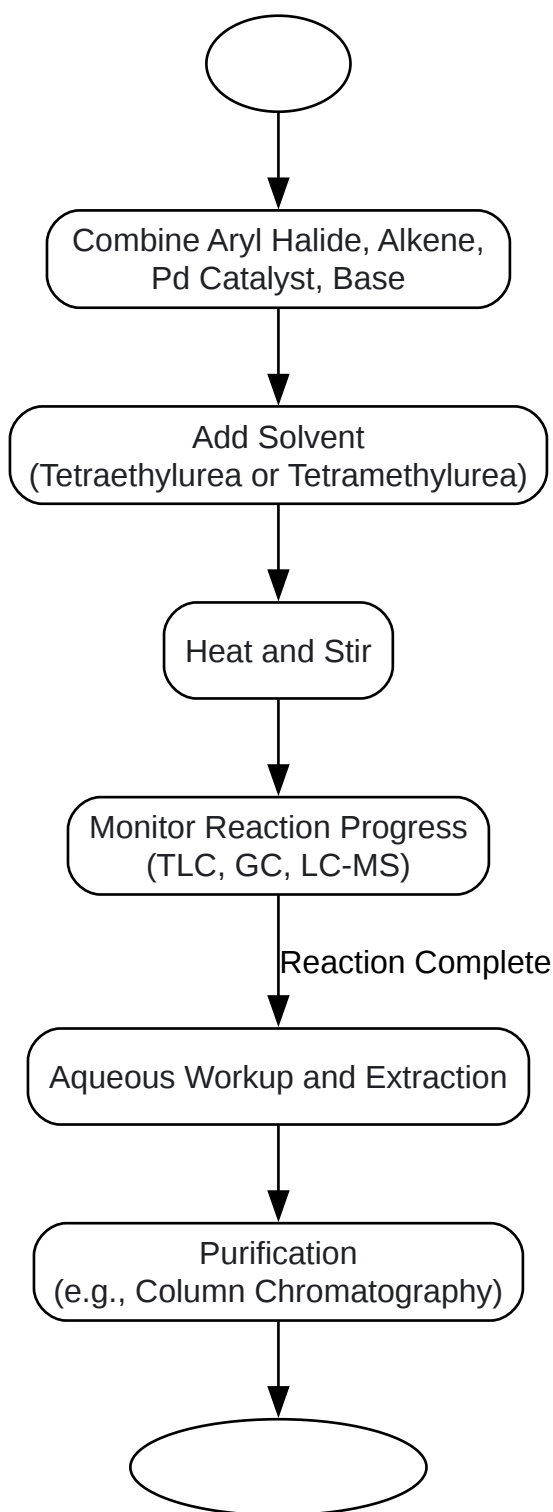 Combine Aryl Halide, Alkene,
Pd Catalyst, Base
Add Solvent
(Tetraethylurea or Tetramethylurea)
Heat and Stir
Monitor Reaction Progress
(TLC, GC, LC-MS)
Reaction Complete
Aqueous Workup and Extraction
Purification
(e.g., Column Chromatography)